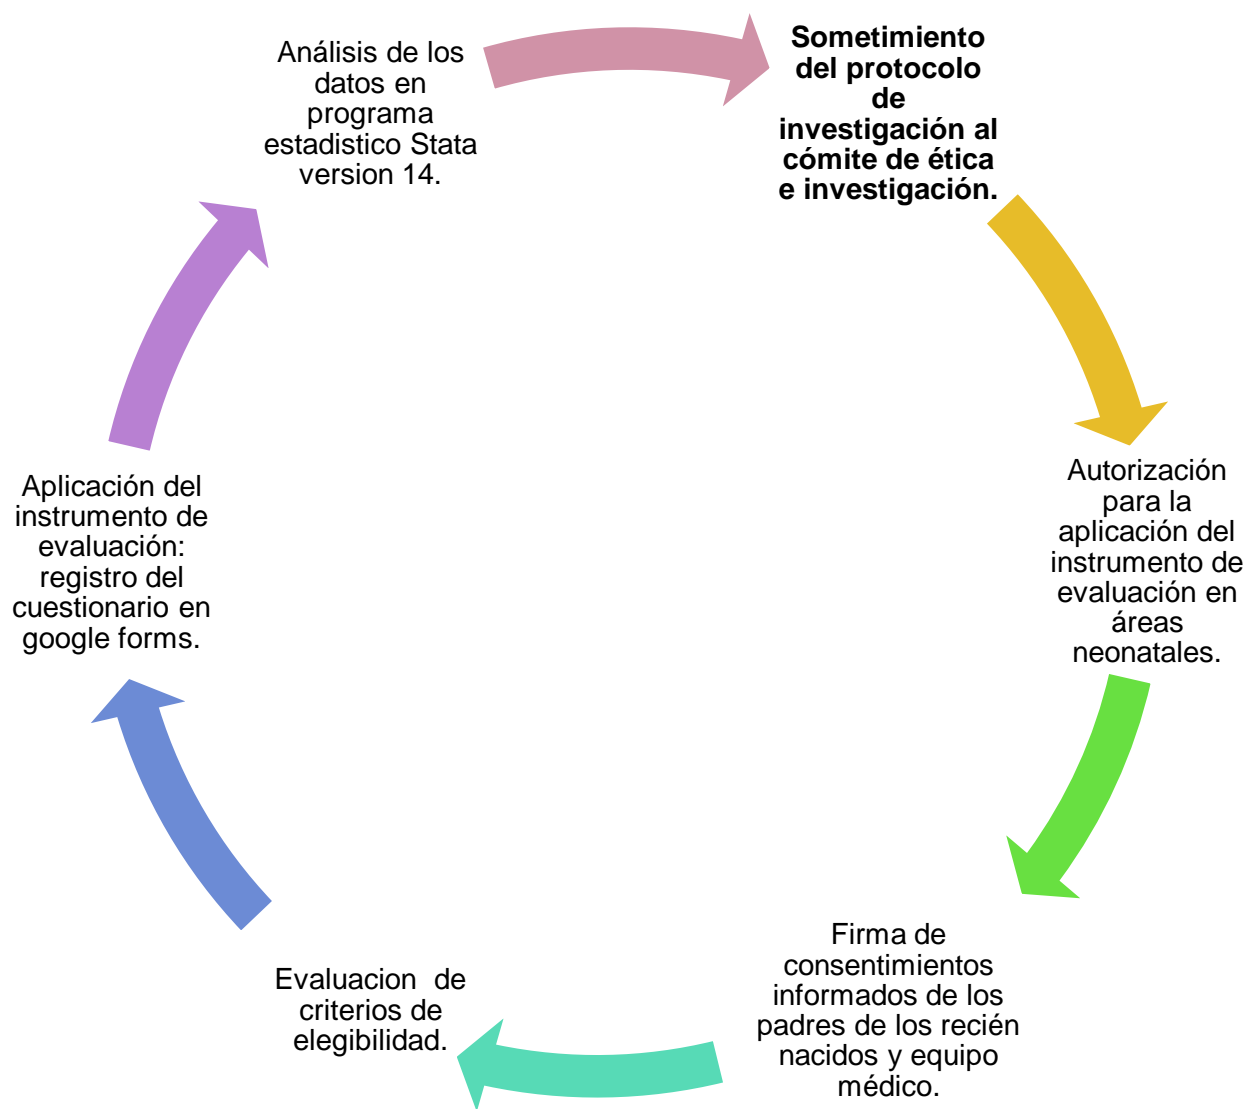 Sometimiento
del protocolo
de
investigación al
cómite de ética
e investigación.
Autorización
para la
aplicación del
instrumento de
evaluación en
áreas
neonatales.
Firma de
consentimientos
informados de los
padres de los recién
nacidos y equipo
médico.
Evaluacion  de
criterios de
elegibilidad.
Aplicación del
instrumento de
evaluación:
registro del
cuestionario en
google forms.
Análisis de los
datos en
programa
estadistico Stata
version 14.